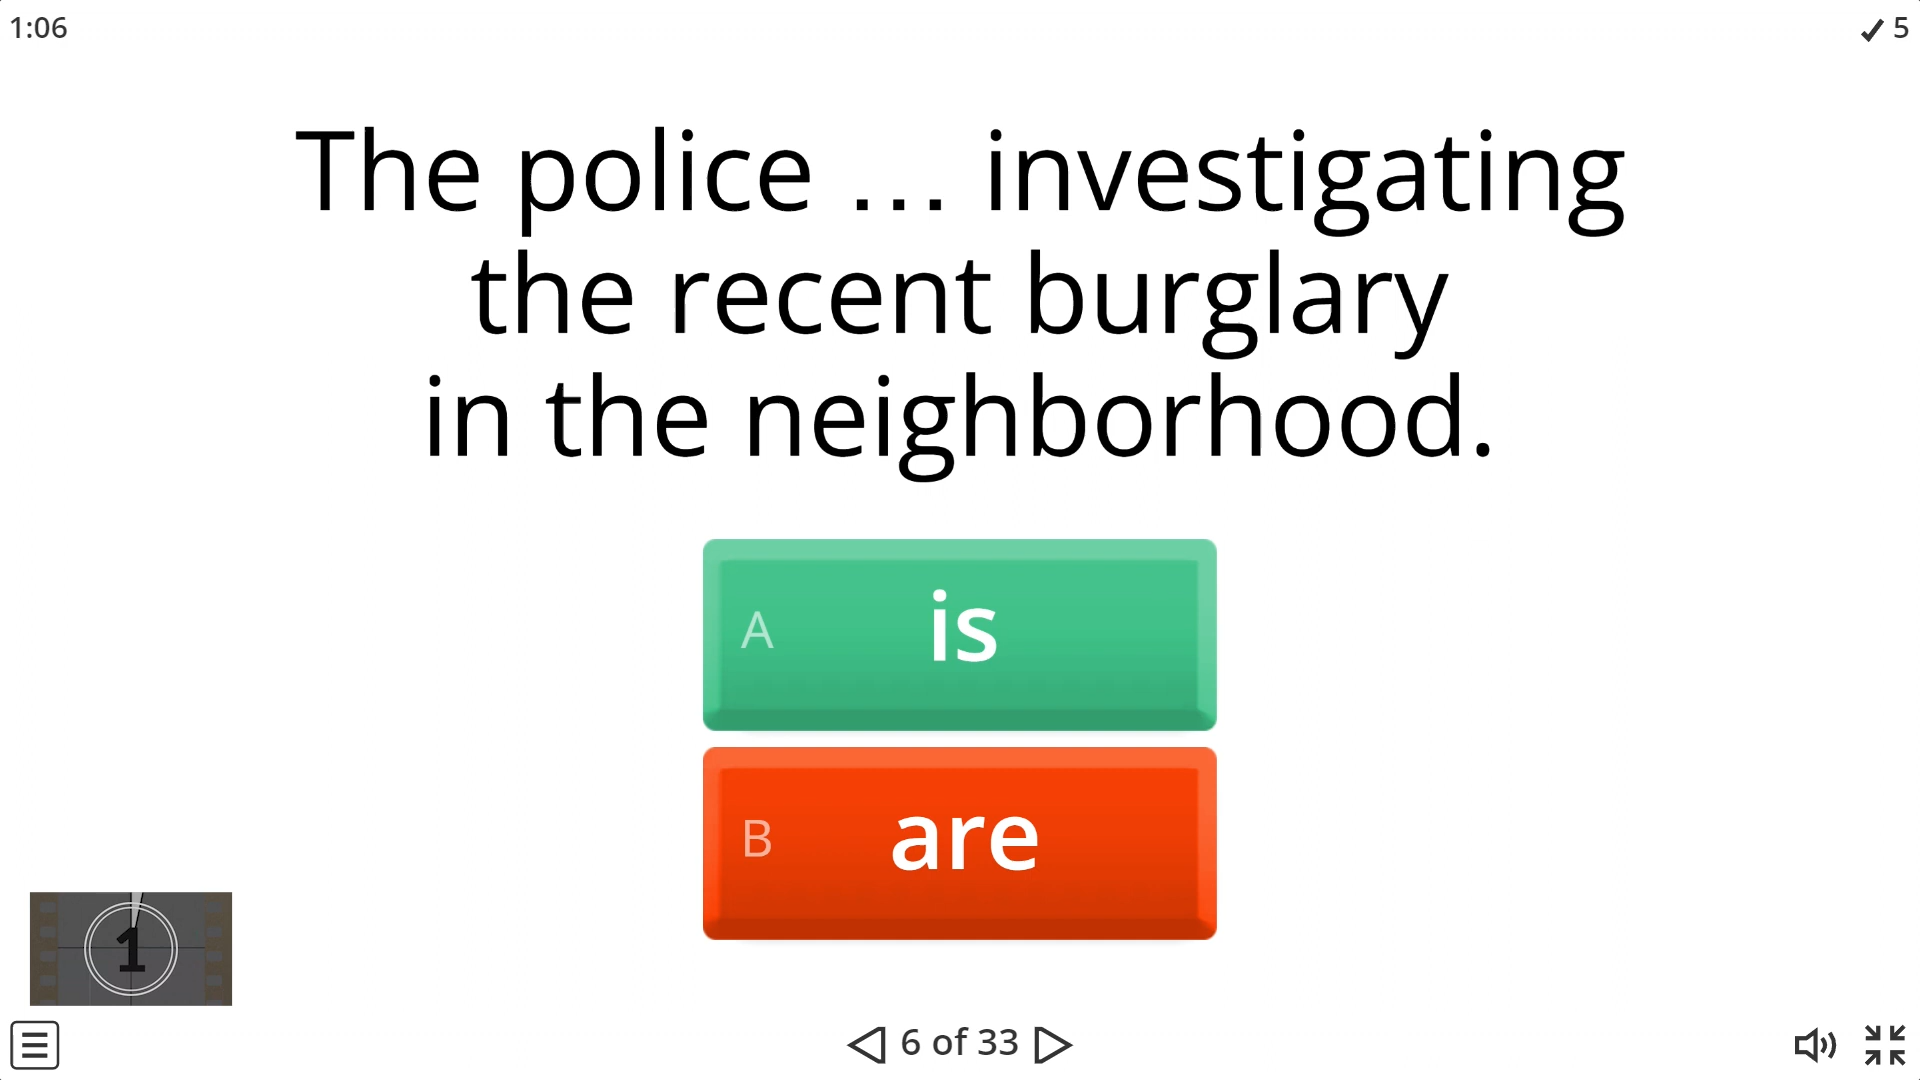 1:06
✓ 5
The police … investigating
the recent burglary
in the neighborhood.
A is
B are
1
6 of 33